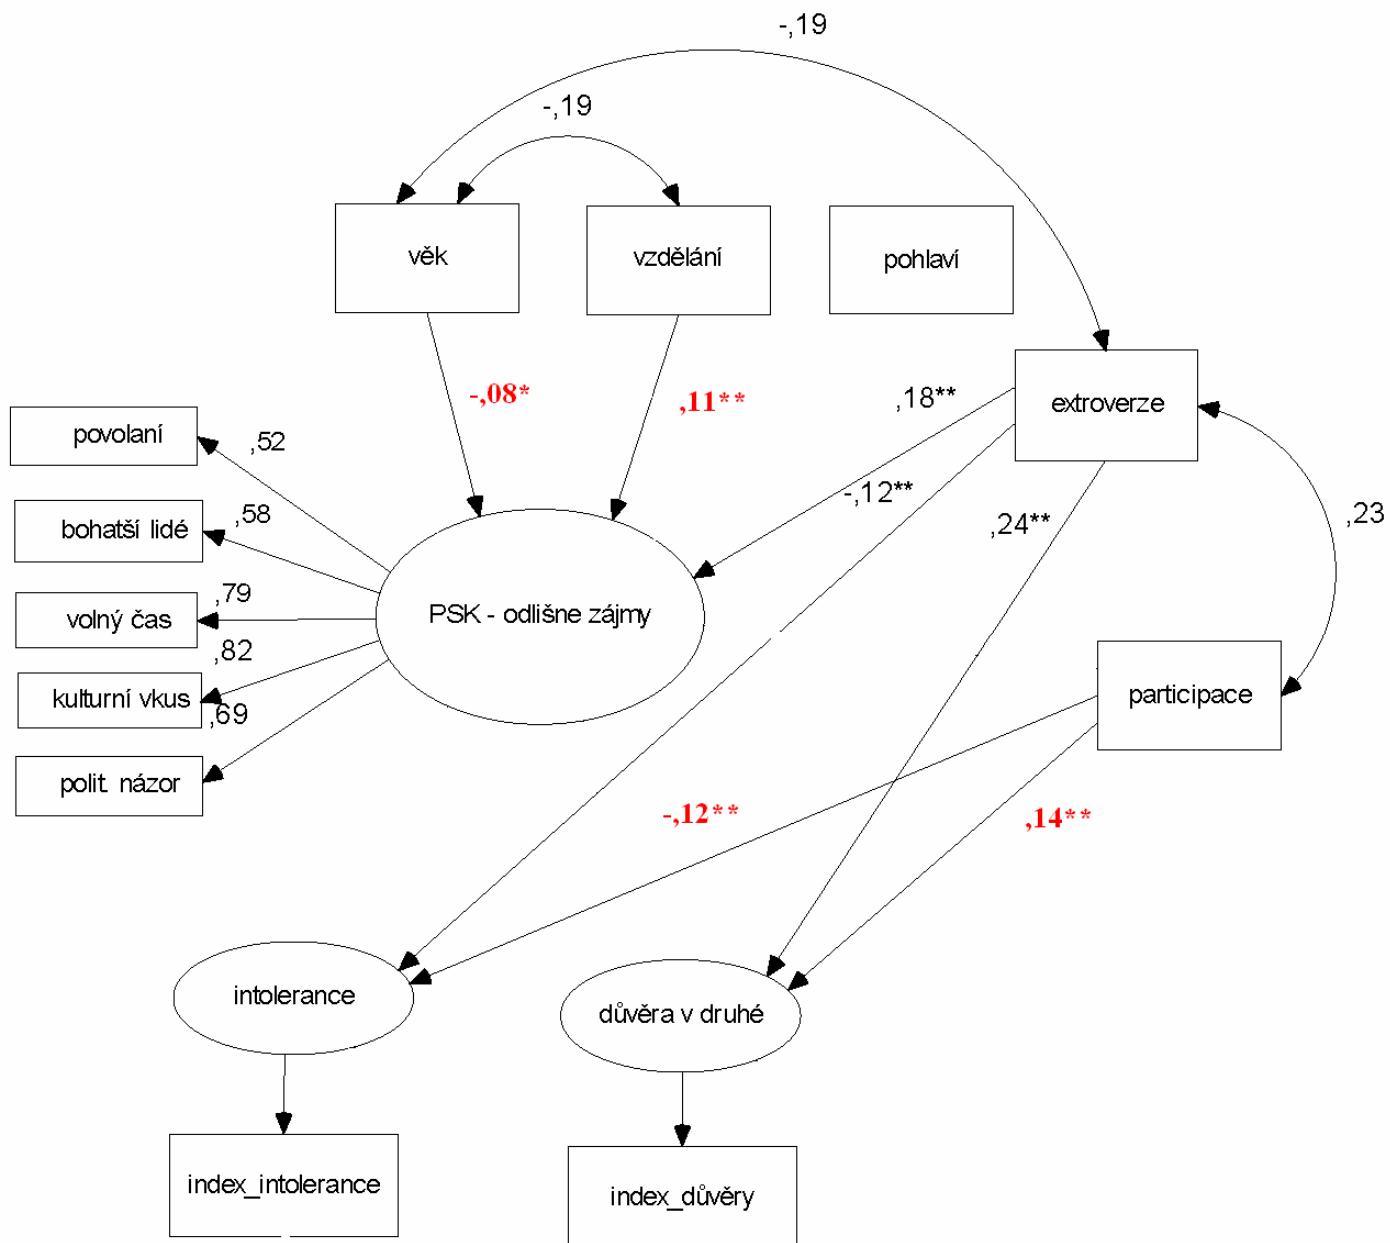 -,19
-,19
věk
vzdělání
pohlaví
extroverze
-,08*
,11**
,18**
povolaní
,52
-,12**
,24**
,23
bohatší lidé
,58
volný čas
,79
PSK - odlišne zájmy
,82
kulturní vkus
,69
participace
polit. názor
-,12**
,14**
intolerance
důvěra v druhé
index_intolerance
index_důvěry